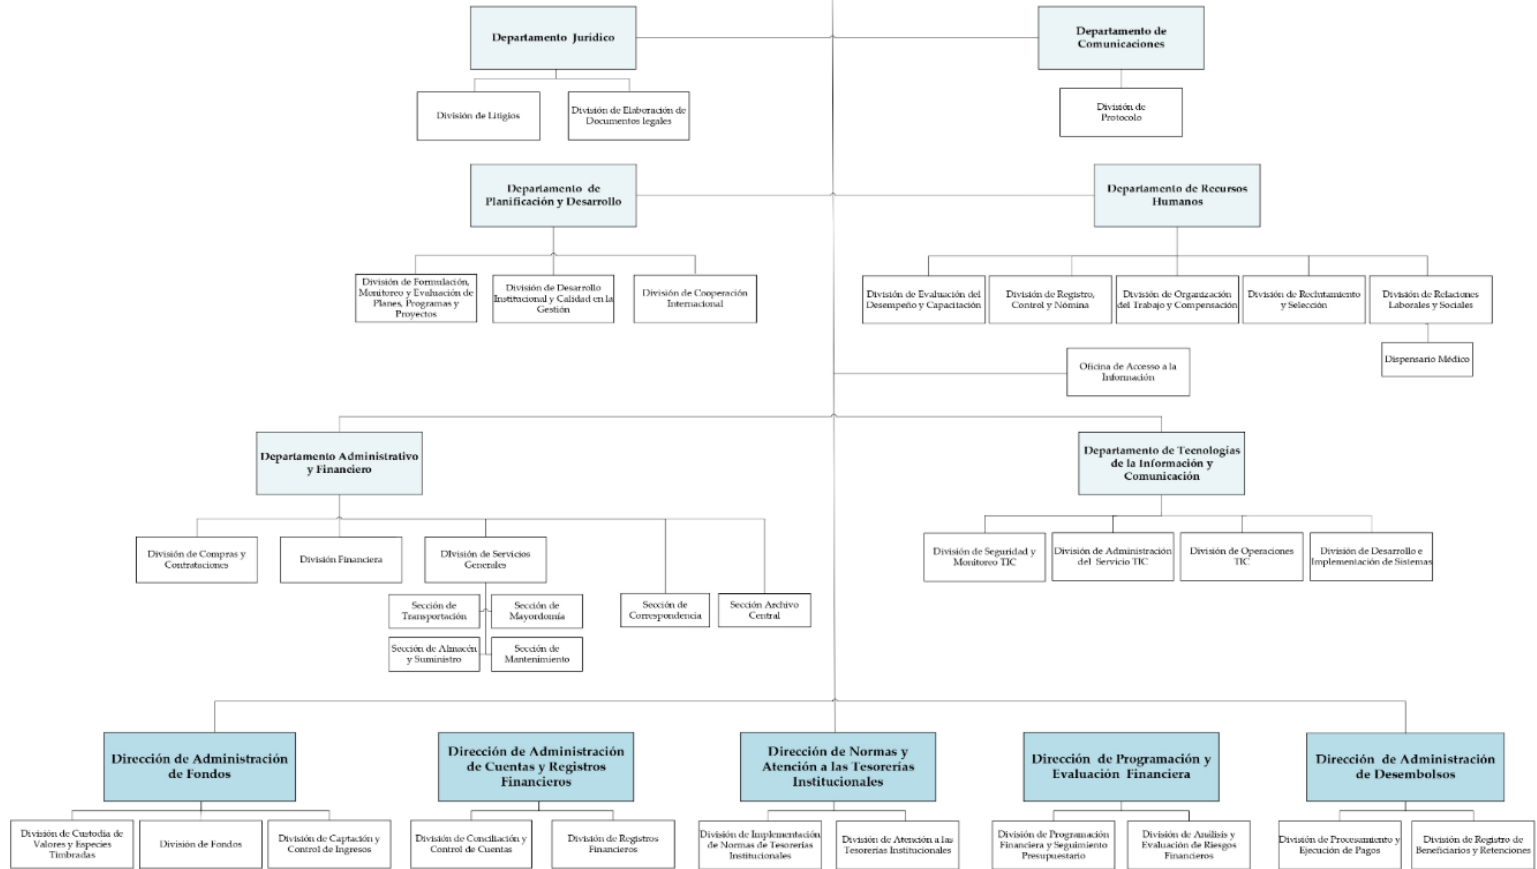 Departamento Jurídico
Departamento de
Comunicaciones
División de Litigios
División de Elaboración de
Documentos legales
División de
Protocolo
Departamento de
Planificación y Desarrollo
Departamento de Recursos
Humanos
División de Formulación,
Monitoreo y Evaluación de
Planes, Programas y
Proyectos
División de Desarrollo
Institucional y Calidad en la
Gestión
División de Cooperación
Internacional
División de Evaluación del
Desempeño y Capacitación
División de Registro,
Control y Nómina
División de Organización
del Trabajo y Compensación
División de Reclutamiento
y Selección
División de Relaciones
Laborales y Sociales
Dispensario Médico
Oficina de Acceso a la
Información
Departamento Administrativo
y Financiero
Departamento de Tecnologías
de la Información y
Comunicación
División de Compras y
Contrataciones
División Financiera
DIvisión de Servicios
Generales
Sección de
Transportación
Sección de
Mayordomía
Sección de Almacén
y Suministro
Sección de
Mantenimiento
Sección de
Correspondencia
Sección Archivo
Central
División de Seguridad y
Monitoreo TIC
División de Administración
del Servicio TIC
División de Operaciones
TIC
División de Desarrollo e
Implementación de Sistemas
Dirección de Administración
de Fondos
Dirección de Administración
de Cuentas y Registros
Financieros
Dirección de Normas y
Atención a las Tesorerías
Institucionales
Dirección de Programación y
Evaluación Financiera
Dirección de Administración
de Desembolsos
División de Custodia de
Valores y Especies
Timbradas
División de Fondos
División de Captación y
Control de Ingresos
División de Conciliación y
Control de Cuentas
División de Registros
Financieros
División de Implementación
de Normas de Tesorerías
Institucionales
División de Atención a las
Tesorerías Institucionales
División de Programación
Financiera y Seguimiento
Presupuestario
División de Análisis y
Evaluación de Riesgos
Financieros
División de Procesamiento y
Ejecución de Pagos
División de Registro de
Beneficiarios y Retenciones